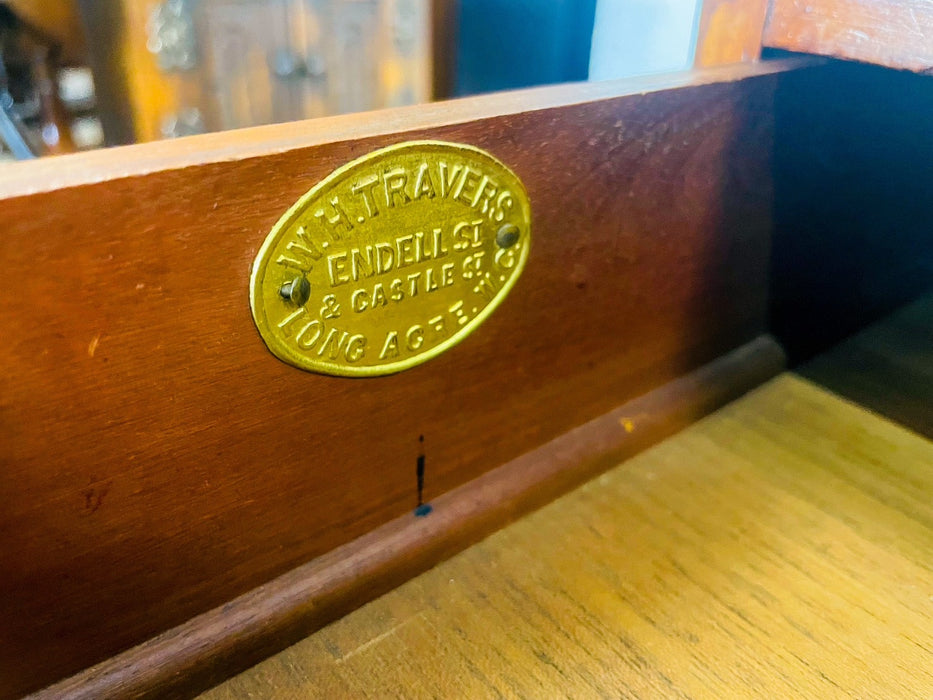 W.H.TRAVERS
ENDELL ST
& CASTLE ST
LONG ACRE. W.C.